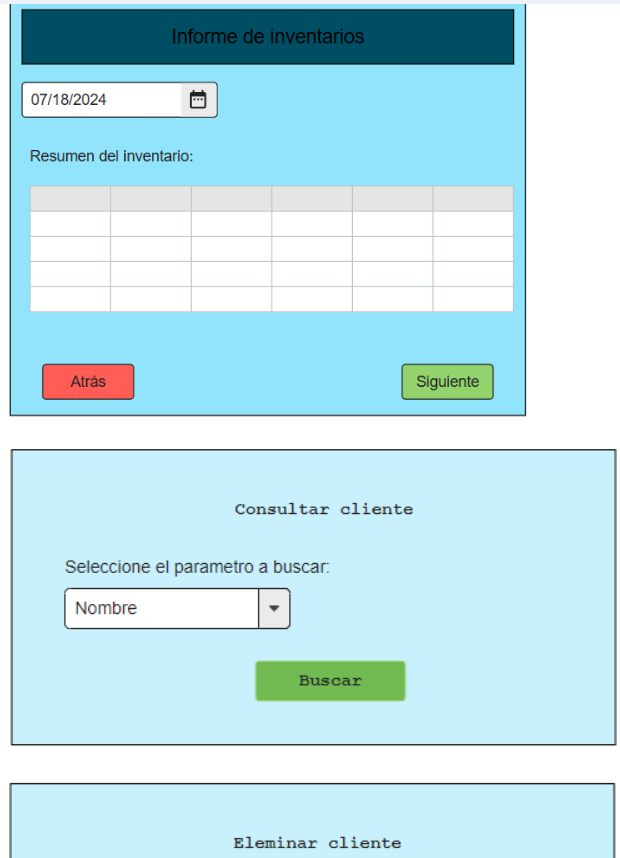 Informe de inventarios
07/18/2024
Resumen del inventario:
Atrás
Siguiente
Consultar cliente
Seleccione el parametro a buscar:
Nombre
Buscar
Eleminar cliente